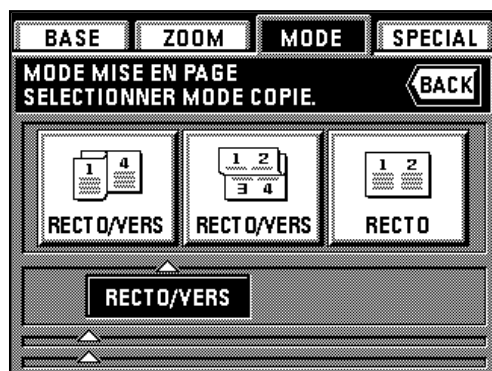 BASE ZOOM MODE SPECIAL
MODE MISE EN PAGE
SELECTIONNER MODE COPIE.
BACK
1 4
1 2
3 4
1 2
RECTO/VERS RECTO/VERS RECTO
RECTO/VERS